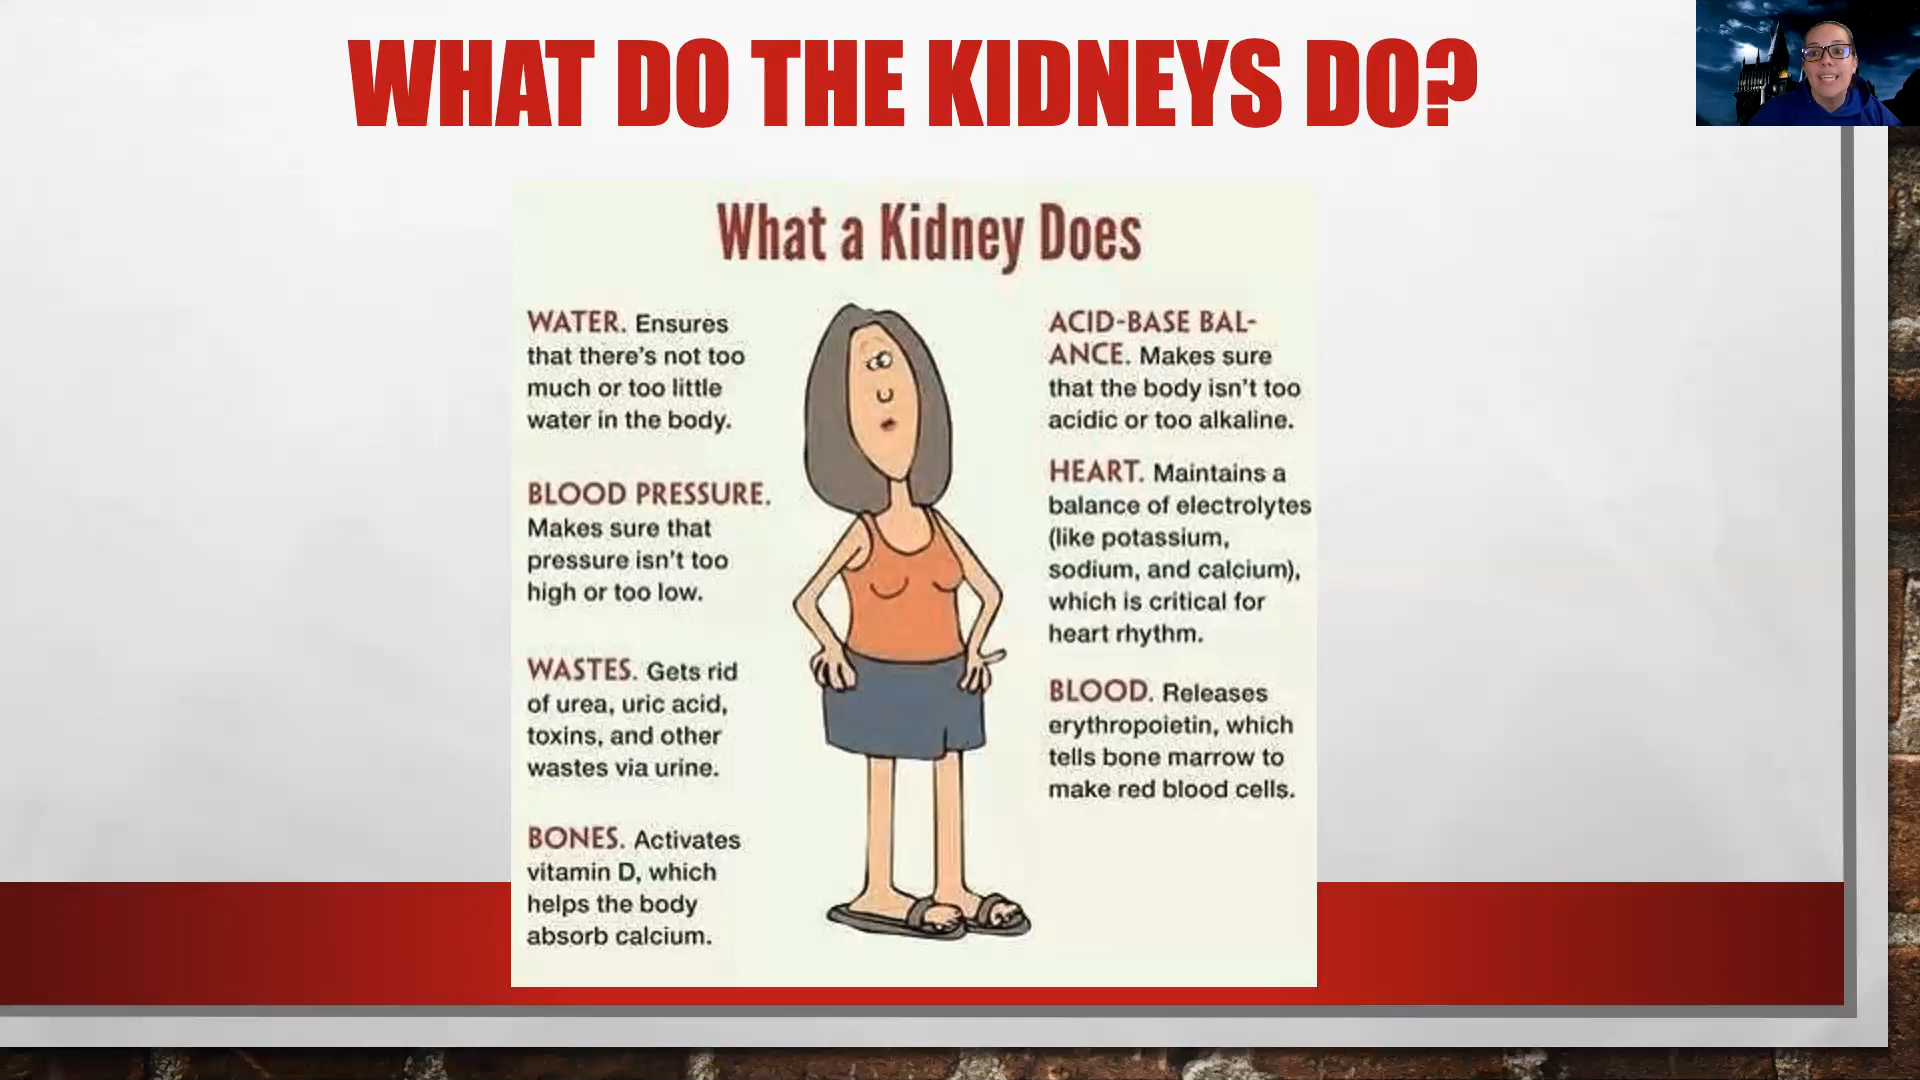 WHAT DO THE KIDNEYS DO?
What a Kidney Does
WATER. Ensures
that there's not too
much or too little
water in the body.
BLOOD PRESSURE.
Makes sure that
pressure isn't too
high or too low.
WASTES. Gets rid
of urea, uric acid,
toxins, and other
wastes via urine.
BONES. Activates
vitamin D, which
helps the body
absorb calcium.
ACID-BASE BAL-
ANCE. Makes sure
that the body isn't too
acidic or too alkaline.
HEART. Maintains a
balance of electrolytes
(like potassium,
sodium, and calcium),
which is critical for
heart rhythm.
BLOOD. Releases
erythropoietin, which
tells bone marrow to
make red blood cells.